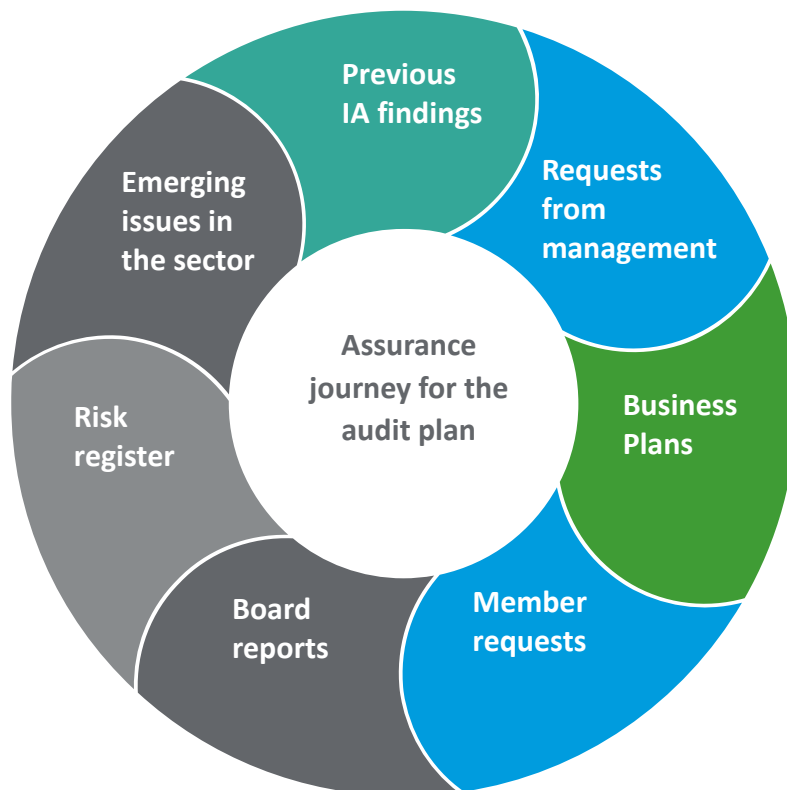 Previous
IA findings
Requests
from
management
Business
Plans
Member
requests
Board
reports
Risk
register
Emerging
issues in
the sector
Assurance
journey for the
audit plan